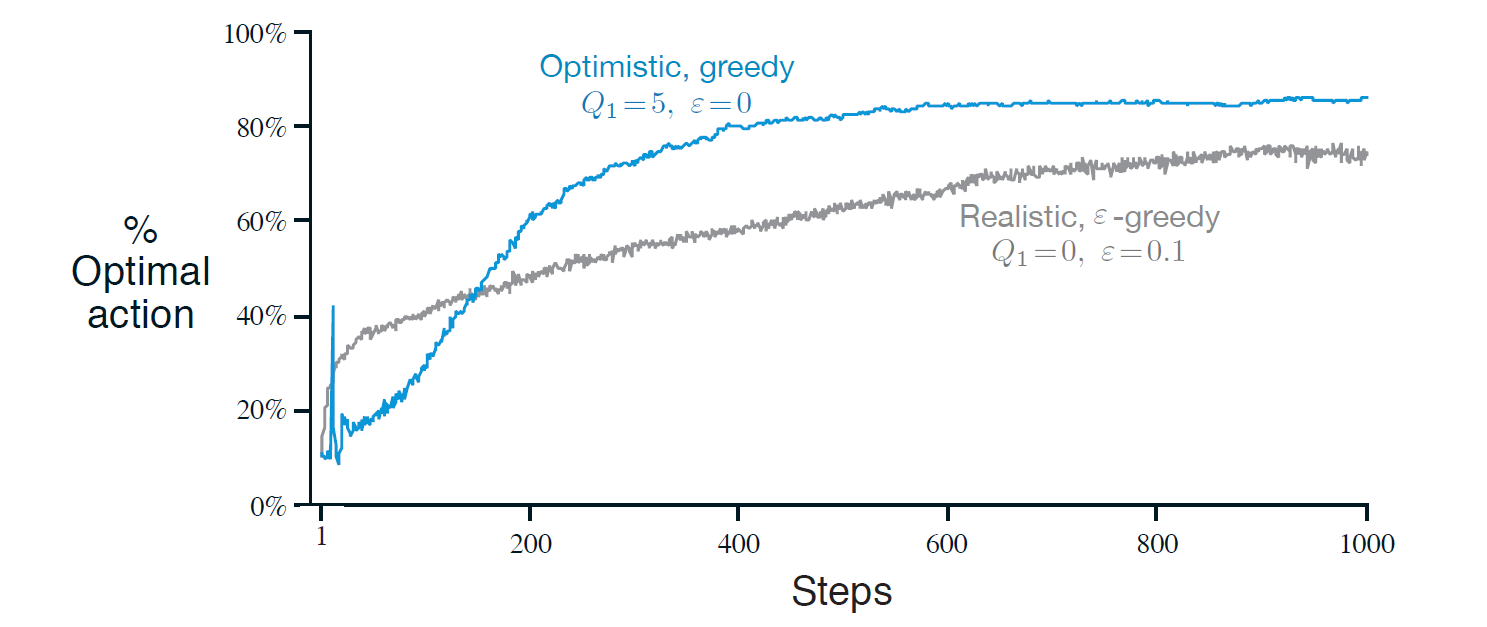 100%
Optimistic, greedy
Q₁=5, ε=0
80%
60%
Realistic, ε-greedy
Q₁=0, ε=0.1
%
Optimal
action
40%
20%
0%
1
200
400
600
800
1000
Steps